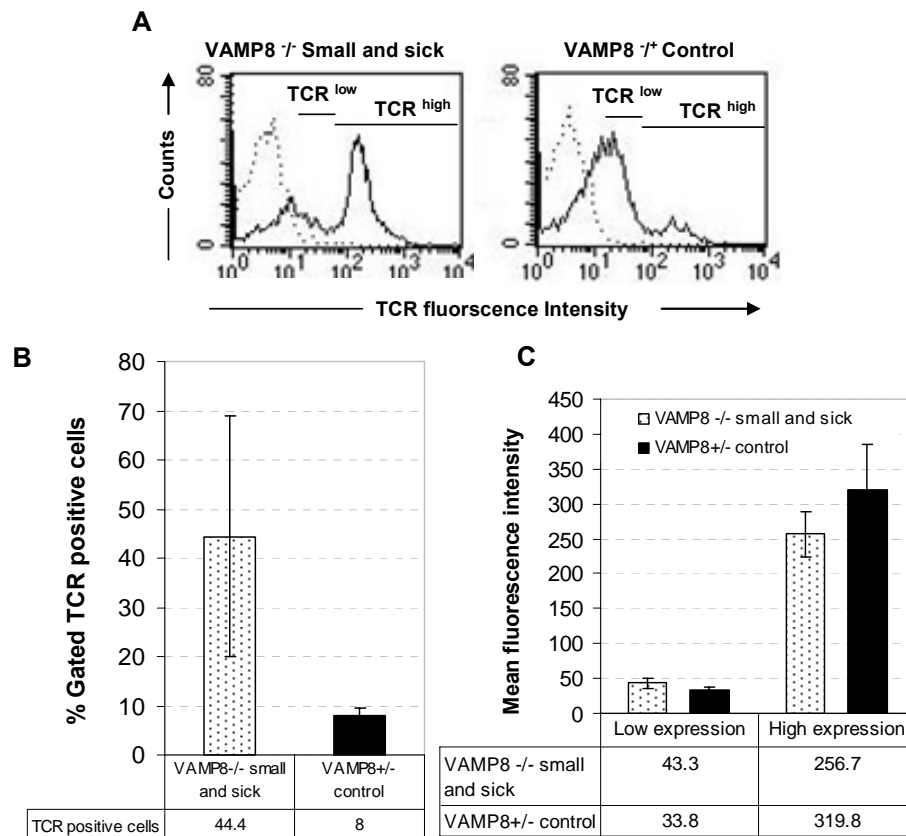 A
VAMP8 -/- Small and sick
VAMP8 -/+ Control
80
TCR low
TCR high
0
10^0 10^1 10^2 10^3 10^4
80
TCR low
TCR high
0
10^0 10^1 10^2 10^3 10^4
Counts
TCR fluorscence Intensity
B
% Gated TCR positive cells
80
70
60
50
40
30
20
10
0
VAMP8-/- small and sick
VAMP8+/- control
TCR positive cells 44.4 8
C
Mean fluorescence intensity
450
400
350
300
250
200
150
100
50
0
VAMP8 -/- small and sick
VAMP8+/- control
Low expression High expression
VAMP8 -/- small and sick 43.3 256.7
VAMP8+/- control 33.8 319.8